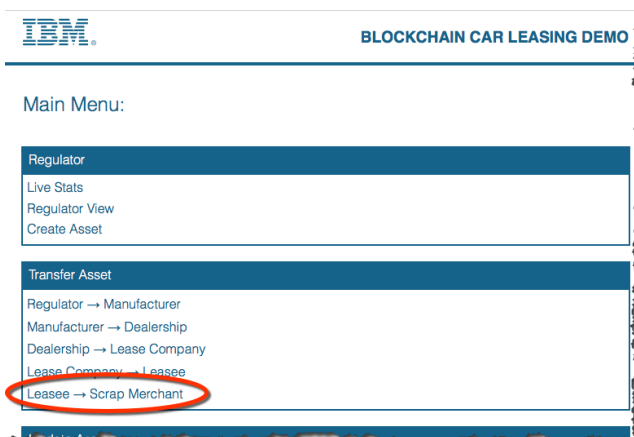 IBM.
BLOCKCHAIN CAR LEASING DEMO
Main Menu:
Regulator
Live Stats
Regulator View
Create Asset
Transfer Asset
Regulator → Manufacturer
Manufacturer → Dealership
Dealership → Lease Company
Lease Company → Leasee
Leasee → Scrap Merchant